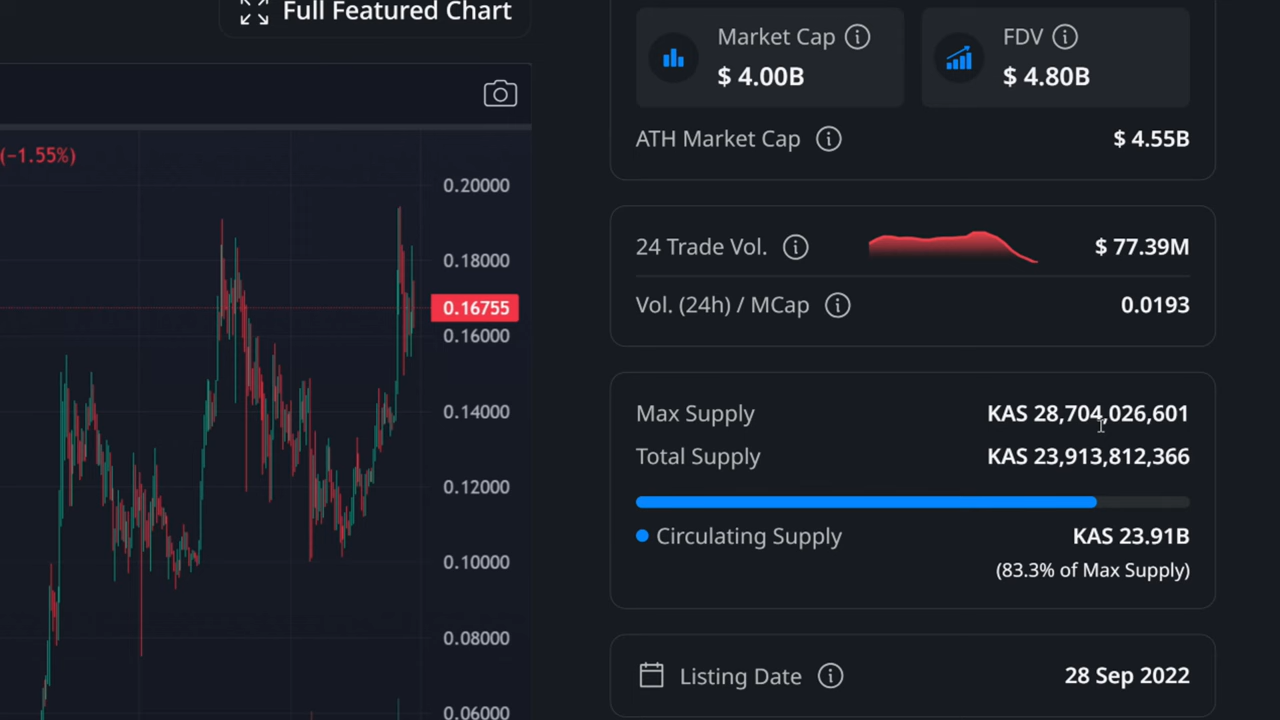 Full Featured Chart
(−1.55%)
0.20000
0.18000
0.16755
0.16000
0.14000
0.12000
0.10000
0.08000
0.06000
Market Cap
$ 4.00B
FDV
$ 4.80B
ATH Market Cap $ 4.55B
24 Trade Vol. $ 77.39M
Vol. (24h) / MCap 0.0193
Max Supply KAS 28,704,026,601
Total Supply KAS 23,913,812,366
Circulating Supply KAS 23.91B
(83.3% of Max Supply)
Listing Date 28 Sep 2022